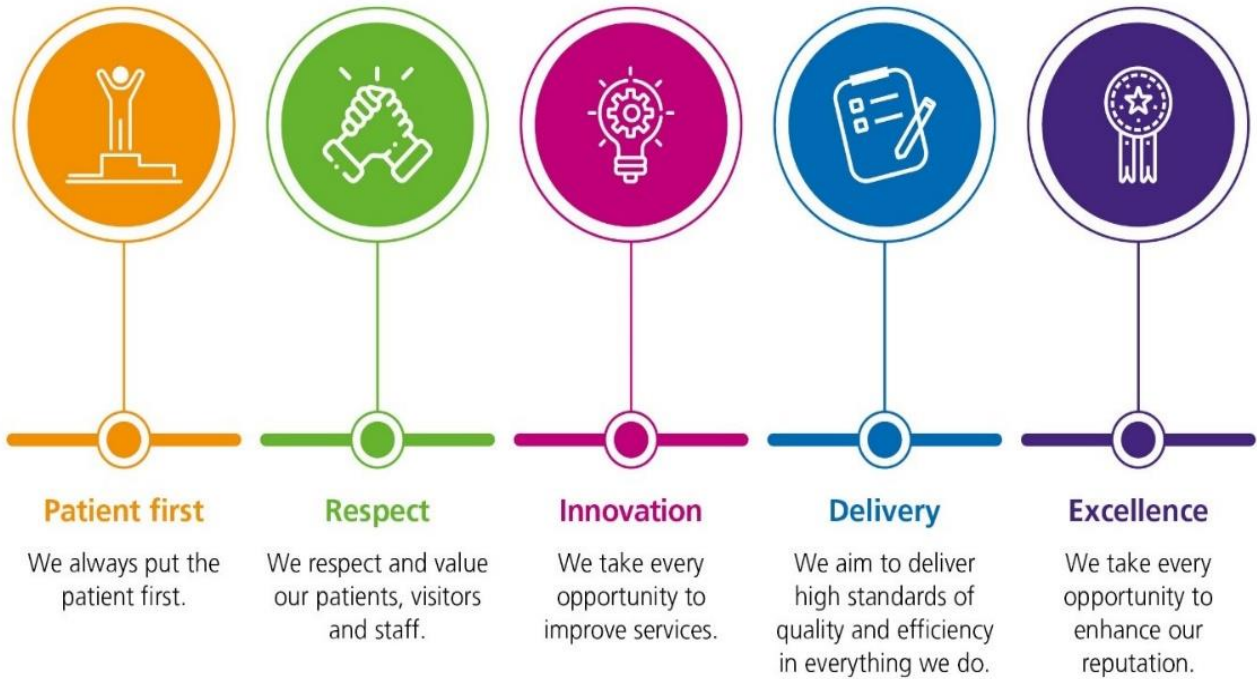 Patient first
We always put the
patient first.
Respect
We respect and value
our patients, visitors
and staff.
Innovation
We take every
opportunity to
improve services.
Delivery
We aim to deliver
high standards of
quality and efficiency
in everything we do.
Excellence
We take every
opportunity to
enhance our
reputation.